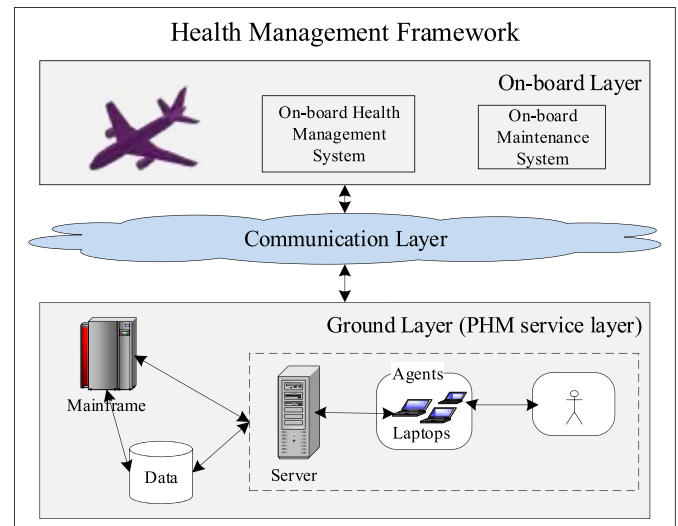 Health Management Framework
On-board Layer
On-board Health
Management
System
On-board
Maintenance
System
Communication Layer
Ground Layer (PHM service layer)
Mainframe
Data
Server
Agents
Laptops